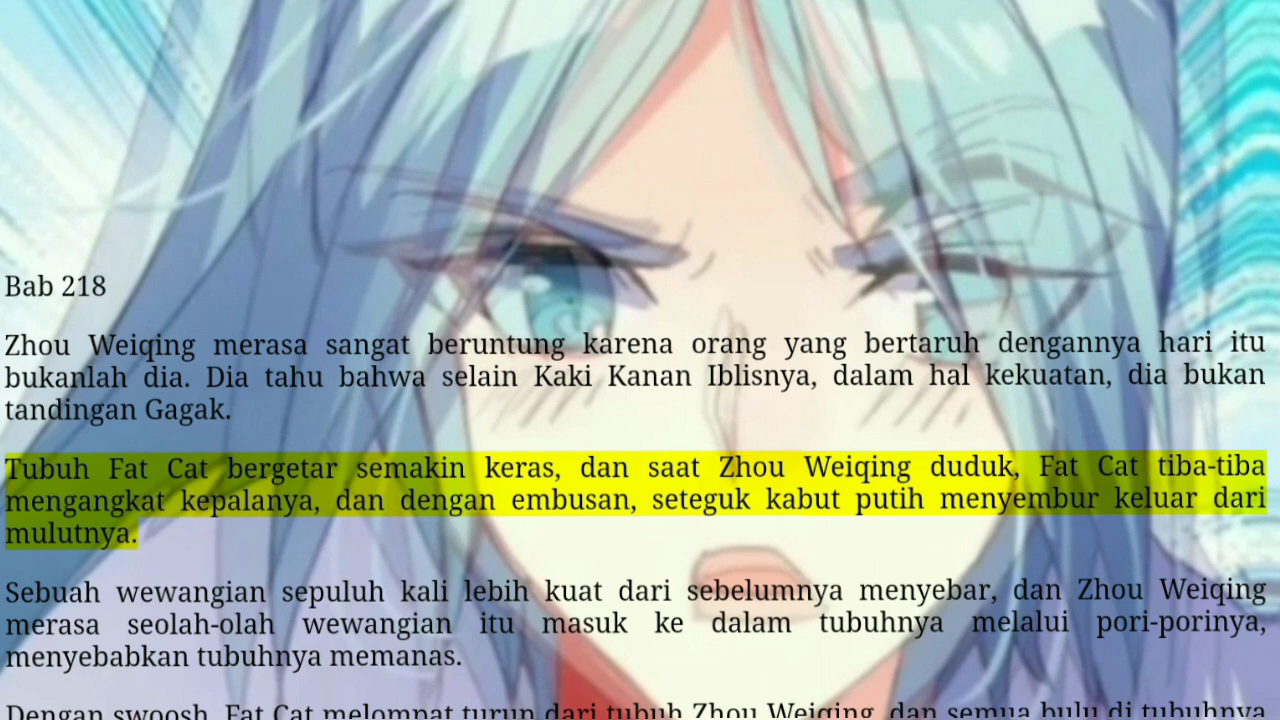 Bab 218
Zhou Weiqing merasa sangat beruntung karena orang yang bertaruh dengannya hari itu
bukanlah dia. Dia tahu bahwa selain Kaki Kanan Iblisnya, dalam hal kekuatan, dia bukan
tandingan Gagak.
Tubuh Fat Cat bergetar semakin keras, dan saat Zhou Weiqing duduk, Fat Cat tiba-tiba
mengangkat kepalanya, dan dengan embusan, seteguk kabut putih menyembur keluar dari
mulutnya.
Sebuah wewangian sepuluh kali lebih kuat dari sebelumnya menyebar, dan Zhou Weiqing
merasa seolah-olah wewangian itu masuk ke dalam tubuhnya melalui pori-porinya,
menyebabkan tubuhnya memanas.
Dengan swoosh, Fat Cat melompat turun dari tubuh Zhou Weiqing, dan semua bulu di tubuhnya